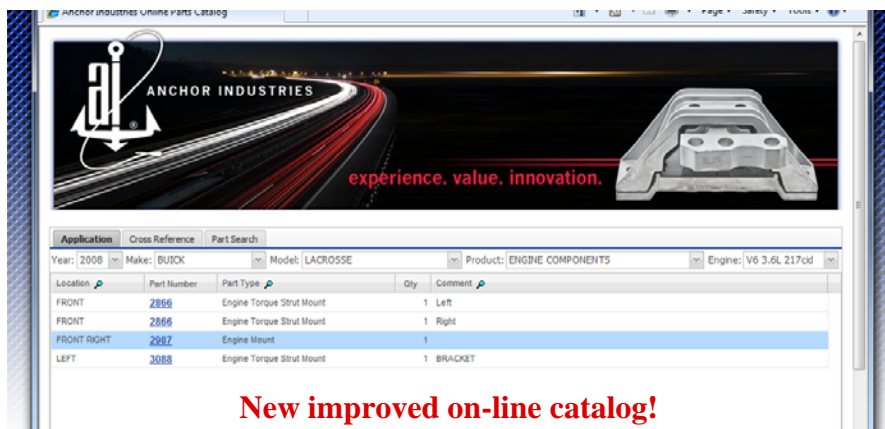 Anchor Industries Online Parts Catalog
Page Safety Tools
ai
®
ANCHOR INDUSTRIES
experience. value. innovation.
Application Cross Reference Part Search
Year: 2008 Make: BUICK Model: LACROSSE Product: ENGINE COMPONENTS Engine: V6 3.6L 217cid
Location Part Number Part Type Qty Comment
FRONT 2866 Engine Torque Strut Mount 1 Left
FRONT 2866 Engine Torque Strut Mount 1 Right
FRONT RIGHT 2987 Engine Mount 1
LEFT 3088 Engine Torque Strut Mount 1 BRACKET
New improved on-line catalog!